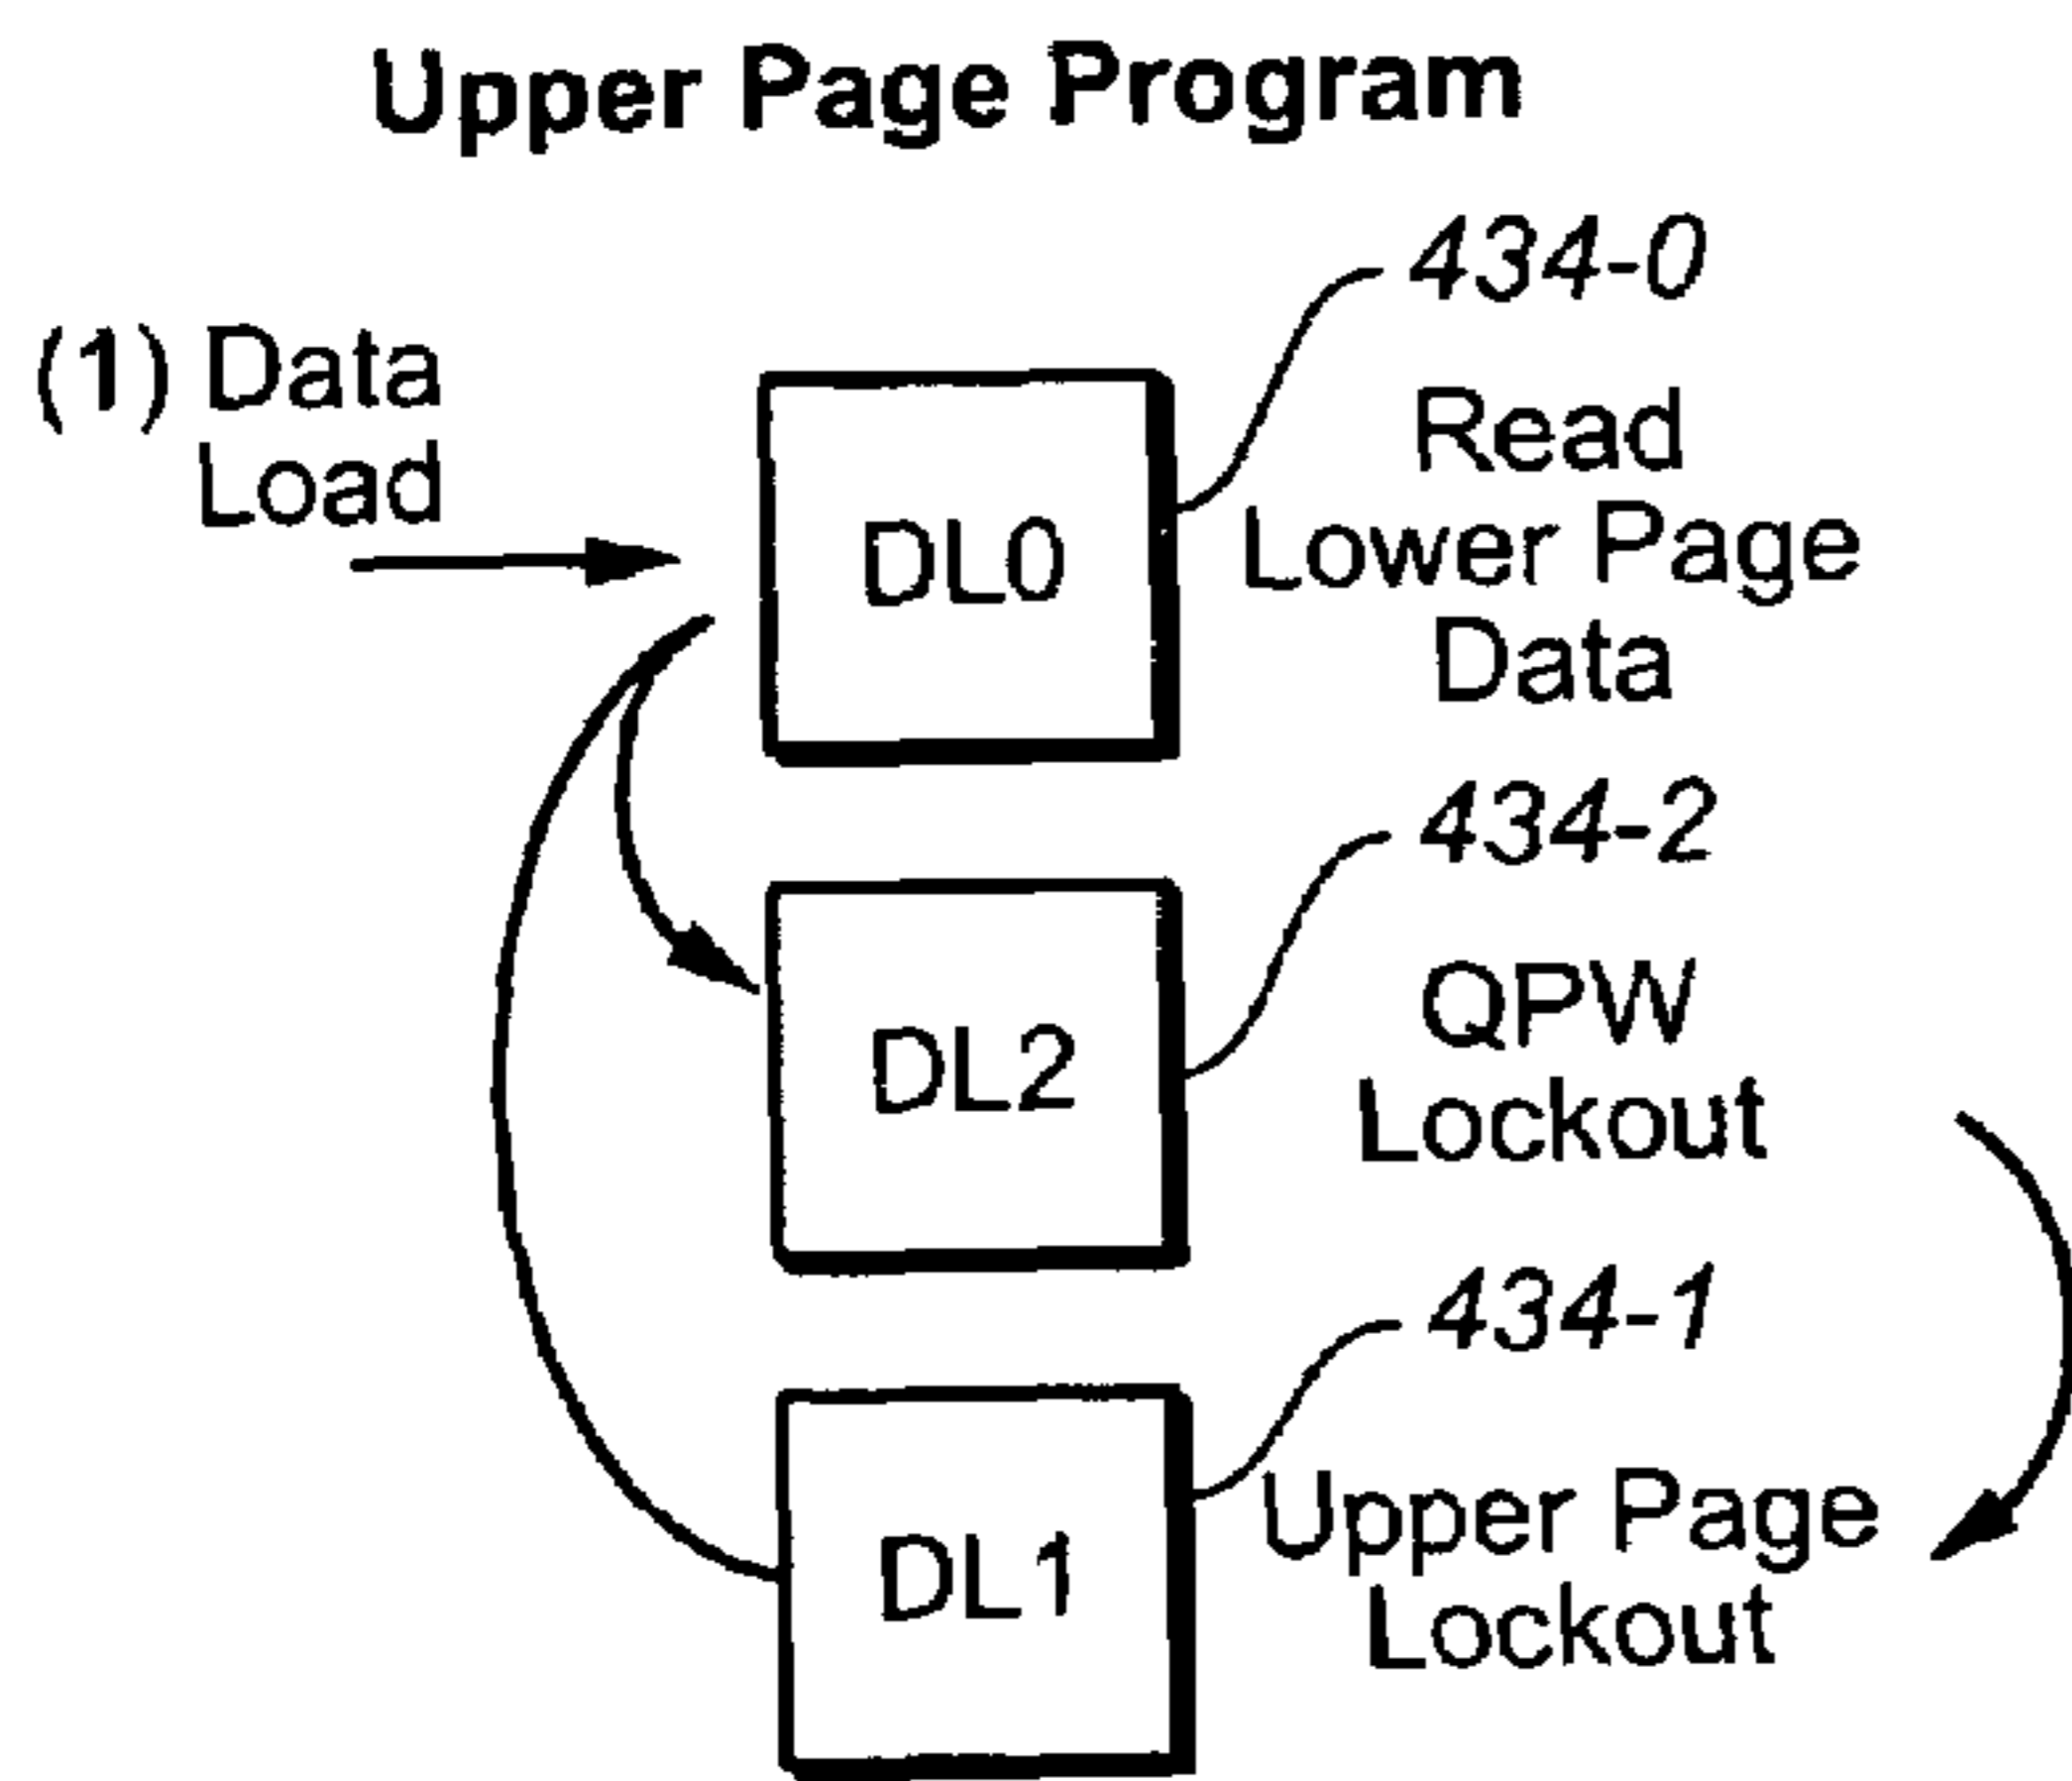 Upper Page Program
434-0
(1) Data
Load
DL0
Read
Lower Page
Data
434-2
DL2
QPW
Lockout
434-1
DL1
Upper Page
Lockout